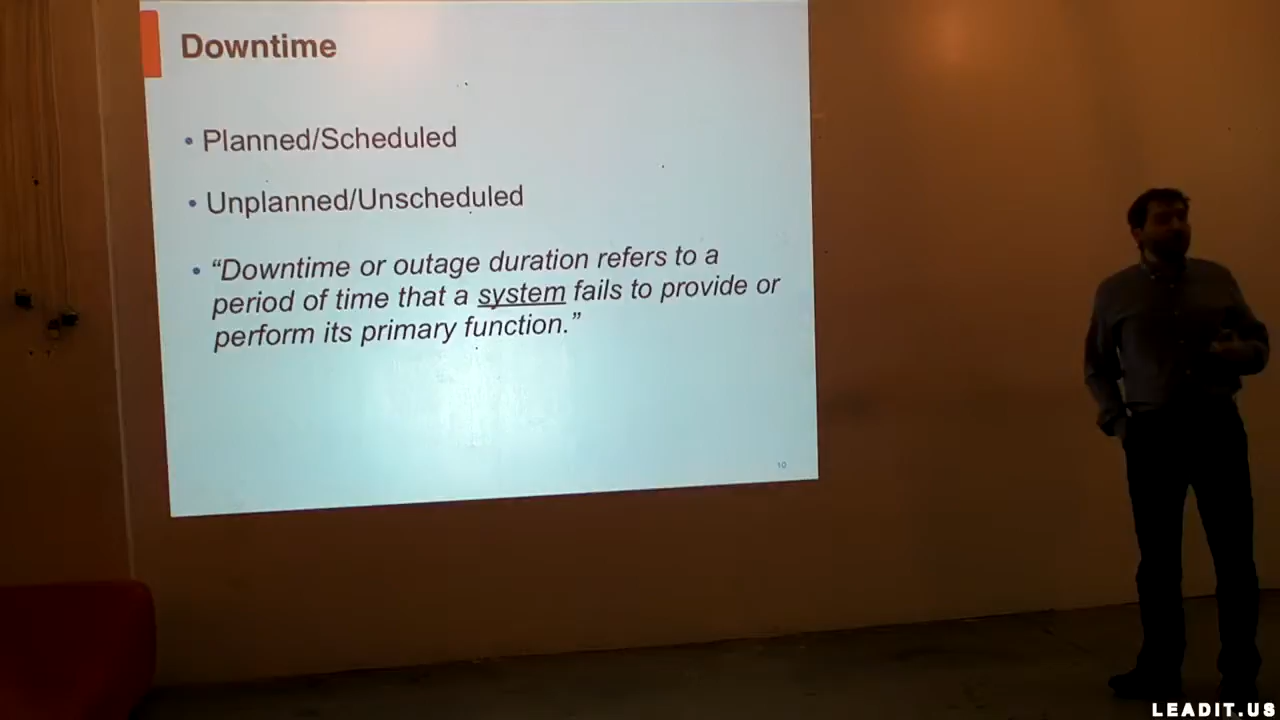 Downtime
• Planned/Scheduled
• Unplanned/Unscheduled
• “Downtime or outage duration refers to a
period of time that a system fails to provide or
perform its primary function.”
10
LEADIT.US